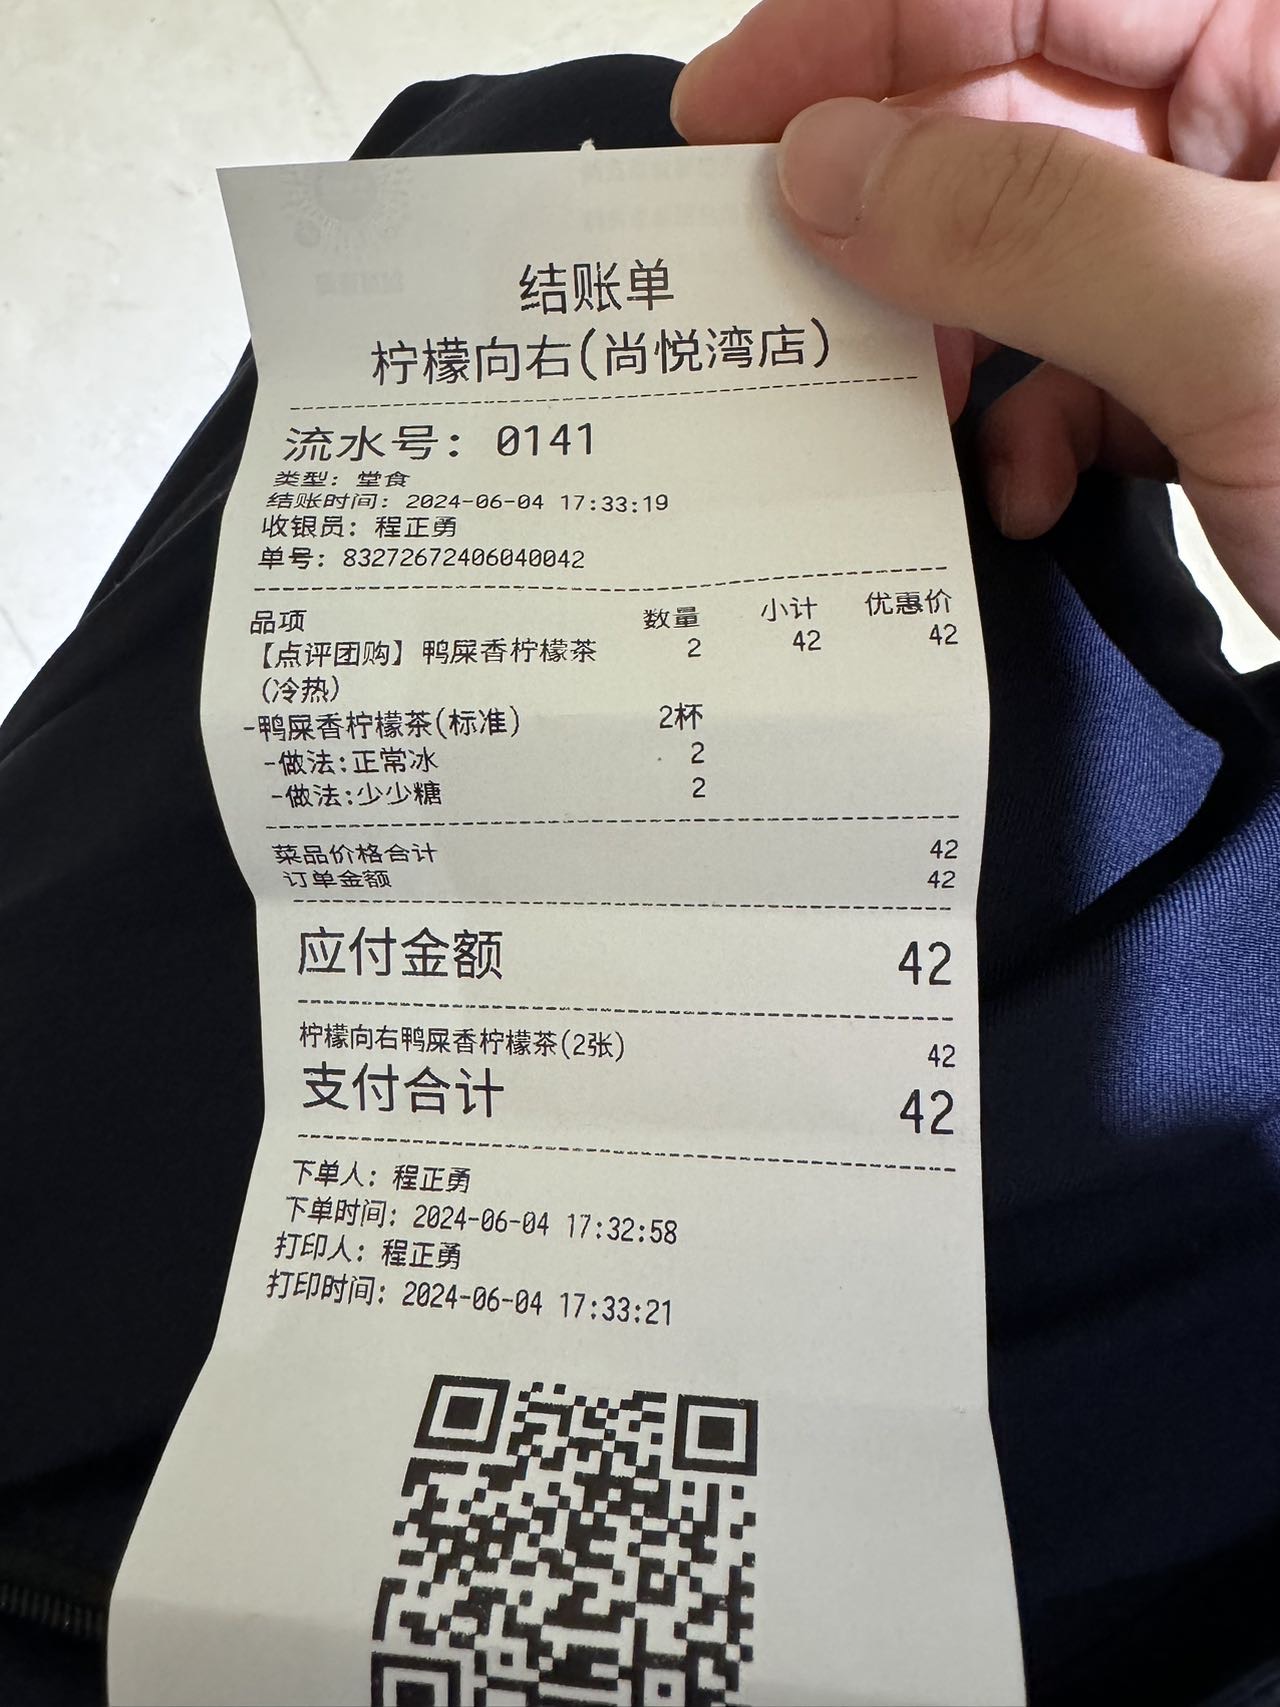 结账单
柠檬向右(尚悦湾店)
流水号: 0141
类型: 堂食
结账时间: 2024-06-04 17:33:19
收银员: 程正勇
单号: 83272672406040042
品项 数量 小计 优惠价
【点评团购】鸭屎香柠檬茶 2 42 42
(冷热)
-鸭屎香柠檬茶(标准) 2杯
-做法:正常冰 2
-做法:少少糖 2
菜品价格合计 42
订单金额 42
应付金额 42
柠檬向右鸭屎香柠檬茶(2张) 42
支付合计 42
下单人: 程正勇
下单时间: 2024-06-04 17:32:58
打印人: 程正勇
打印时间: 2024-06-04 17:33:21